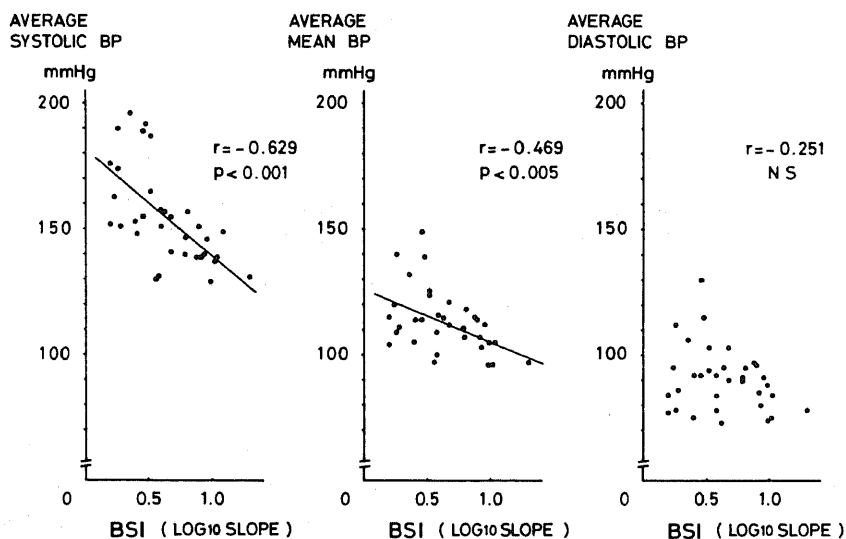 AVERAGE
SYSTOLIC BP
mmHg
200
150
100
0
0.5
1.0
r=-0.629
p<0.001
BSI (LOG10 SLOPE)
AVERAGE
MEAN BP
mmHg
200
150
100
0
0.5
1.0
r=-0.469
p<0.005
BSI (LOG10 SLOPE)
AVERAGE
DIASTOLIC BP
mmHg
200
150
100
0
0.5
1.0
r=-0.251
NS
BSI (LOG10 SLOPE)